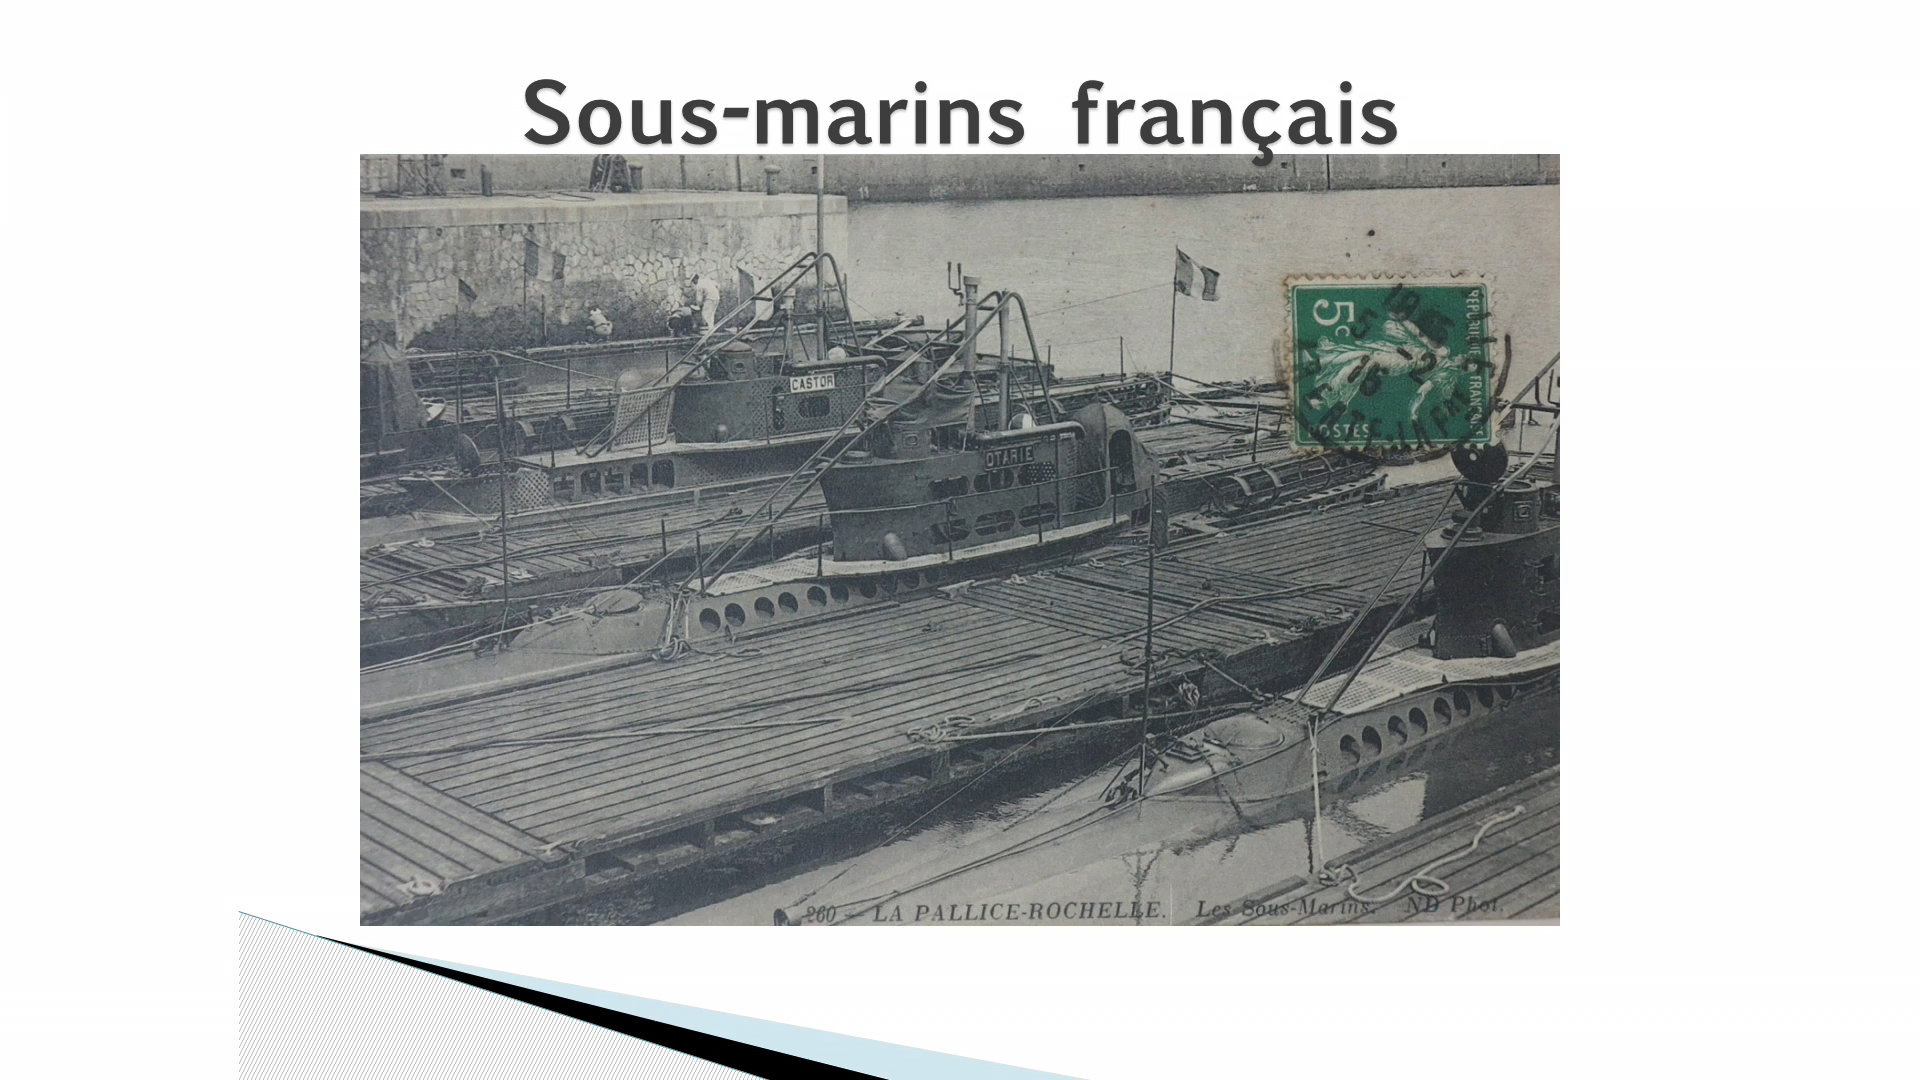 Sous-marins français
CASTOR
OTARIE
5c
REPUBLIQUE FRANÇAISE
POSTES
260 — LA PALLICE-ROCHELLE. Les Sous-Marins. ND Phot.